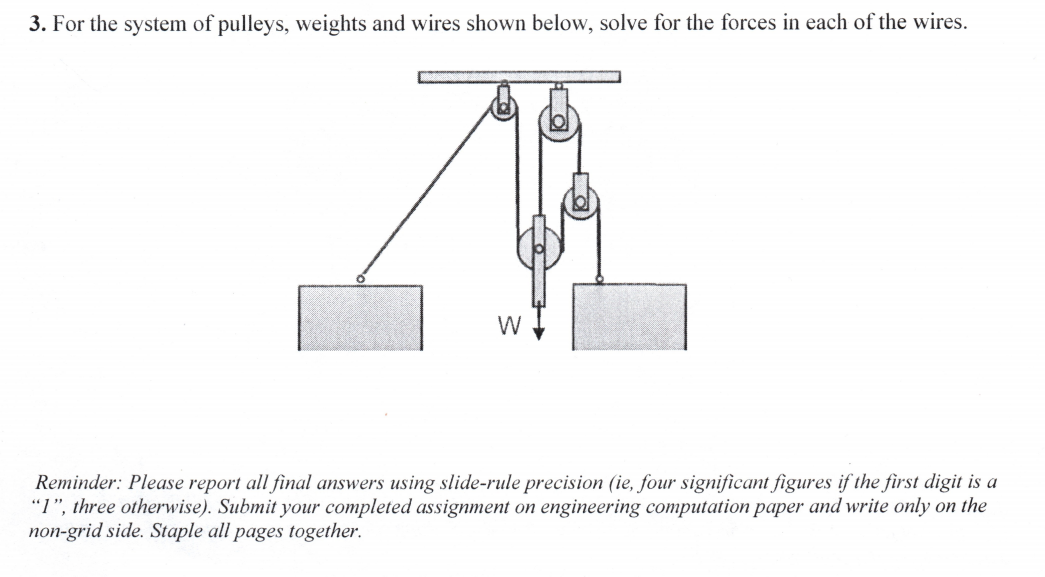 3. For the system of pulleys, weights and wires shown below, solve for the forces in each of the wires.
W
Reminder: Please report all final answers using slide-rule precision (ie, four significant figures if the first digit is a
“1”, three otherwise). Submit your completed assignment on engineering computation paper and write only on the
non-grid side. Staple all pages together.